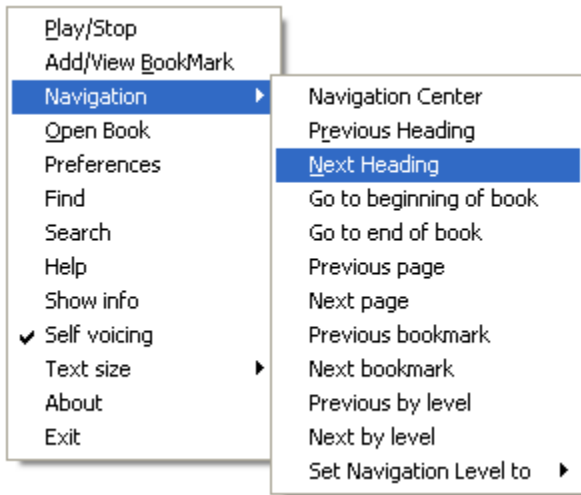 Play/Stop
Add/View BookMark
Navigation
Open Book
Preferences
Find
Search
Help
Show info
Self voicing
Text size
About
Exit
Navigation Center
Previous Heading
Next Heading
Go to beginning of book
Go to end of book
Previous page
Next page
Previous bookmark
Next bookmark
Previous by level
Next by level
Set Navigation Level to